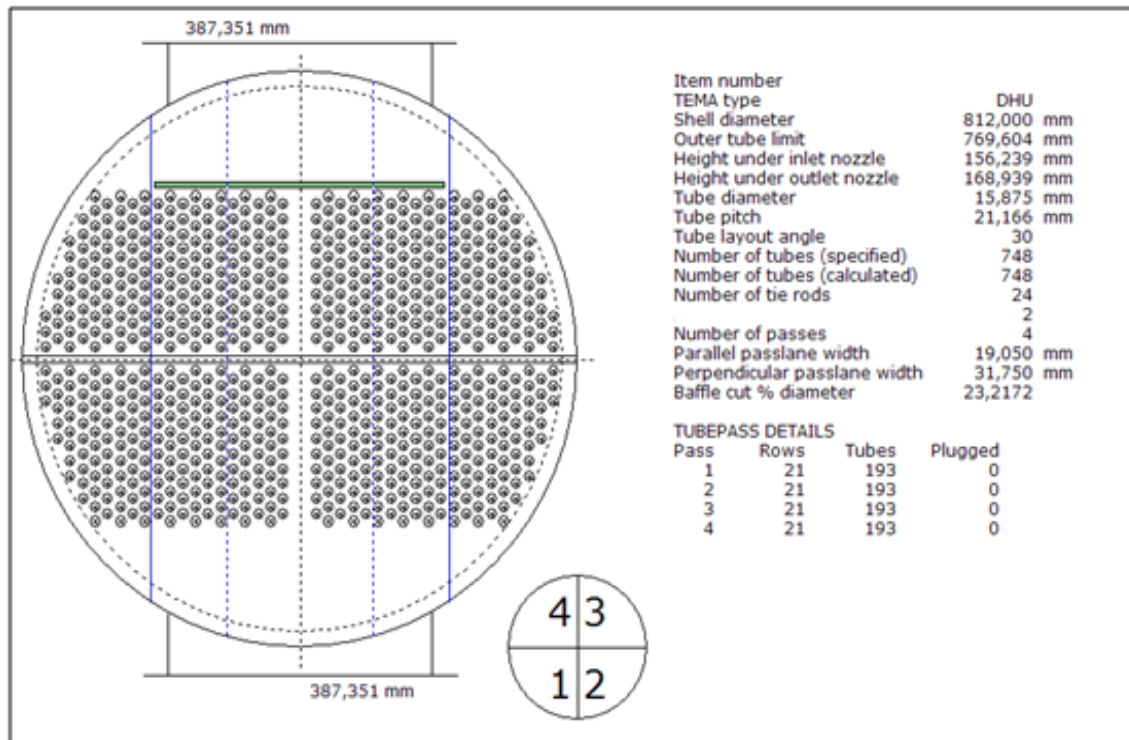 387,351 mm
Item number
TEMA type DHU
Shell diameter 812,000 mm
Outer tube limit 769,604 mm
Height under inlet nozzle 156,239 mm
Height under outlet nozzle 168,939 mm
Tube diameter 15,875 mm
Tube pitch 21,166 mm
Tube layout angle 30
Number of tubes (specified) 748
Number of tubes (calculated) 748
Number of tie rods 24
2
Number of passes 4
Parallel passlane width 19,050 mm
Perpendicular passlane width 31,750 mm
Baffle cut % diameter 23,2172
TUBEPASS DETAILS
Pass Rows Tubes Plugged
1 21 193 0
2 21 193 0
3 21 193 0
4 21 193 0
4 3
1 2
387,351 mm